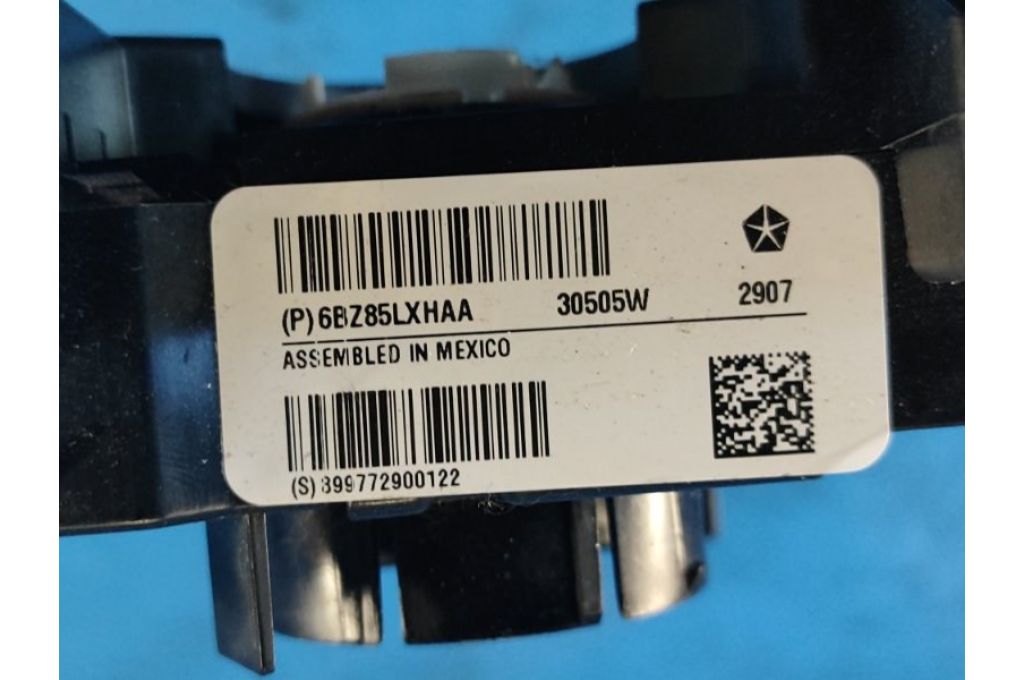 (P) 6BZ85LXHAA 30505W 2907
ASSEMBLED IN MEXICO
(S) 899772900122